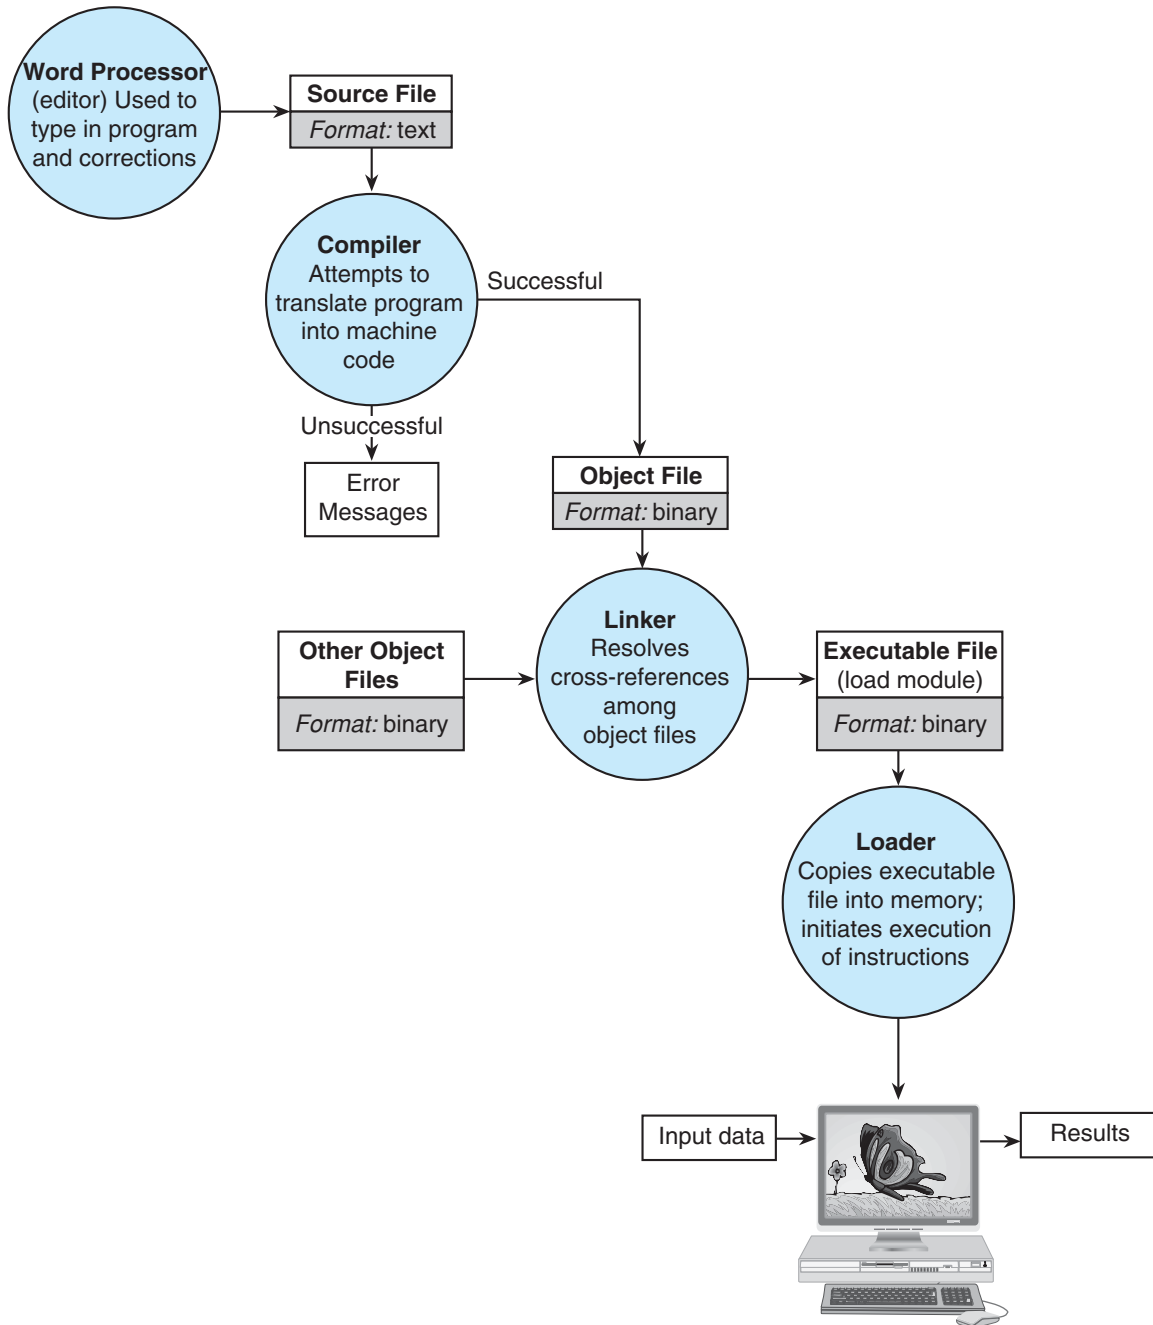 Word Processor
(editor) Used to
type in program
and corrections
Source File
Format: text
Compiler
Attempts to
translate program
into machine
code
Successful
Unsuccessful
Error
Messages
Object File
Format: binary
Linker
Resolves
cross-references
among
object files
Other Object
Files
Format: binary
Executable File
(load module)
Format: binary
Loader
Copies executable
file into memory;
initiates execution
of instructions
Input data
Results